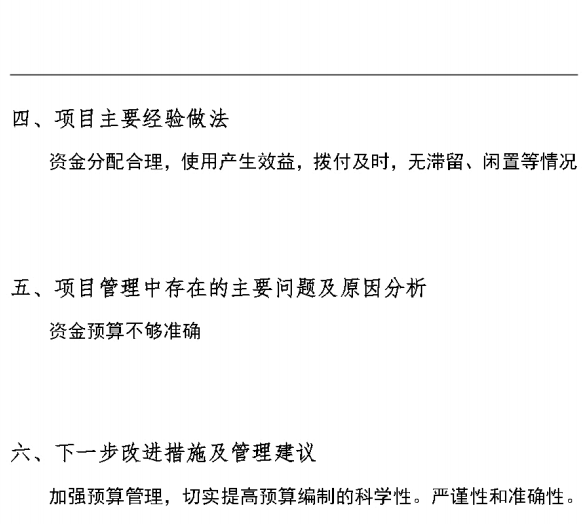 四、项目主要经验做法
资金分配合理，使用产生效益，拨付及时，无滞留、闲置等情况
五、项目管理中存在的主要问题及原因分析
资金预算不够准确
六、下一步改进措施及管理建议
加强预算管理，切实提高预算编制的科学性。严谨性和准确性。